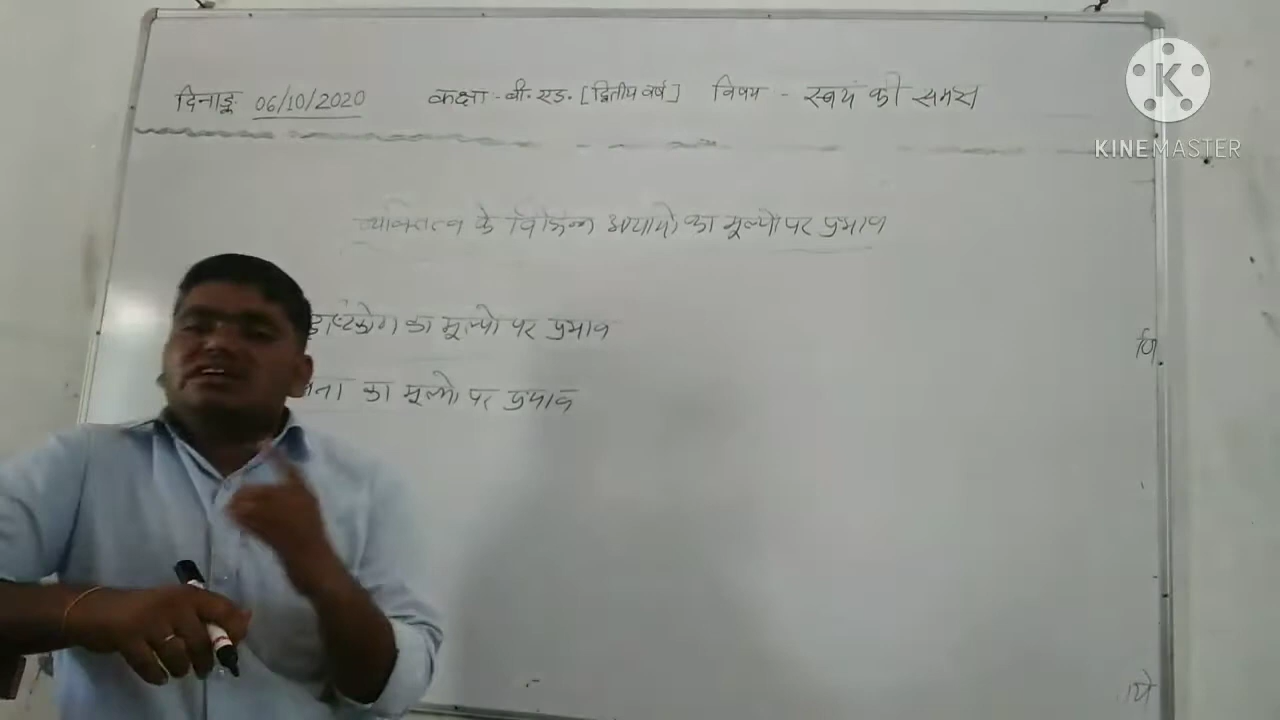 दिनाङ्क 06/10/2020 कक्षा - बी. एड. [द्वितीय वर्ष] विषय - स्वयं की समझ
KINEMASTER
व्यक्तित्व के विभिन्न आयामो का मूल्यो पर प्रभाव
का मूल्यो पर प्रभाव
का मूल्यो पर प्रभाव